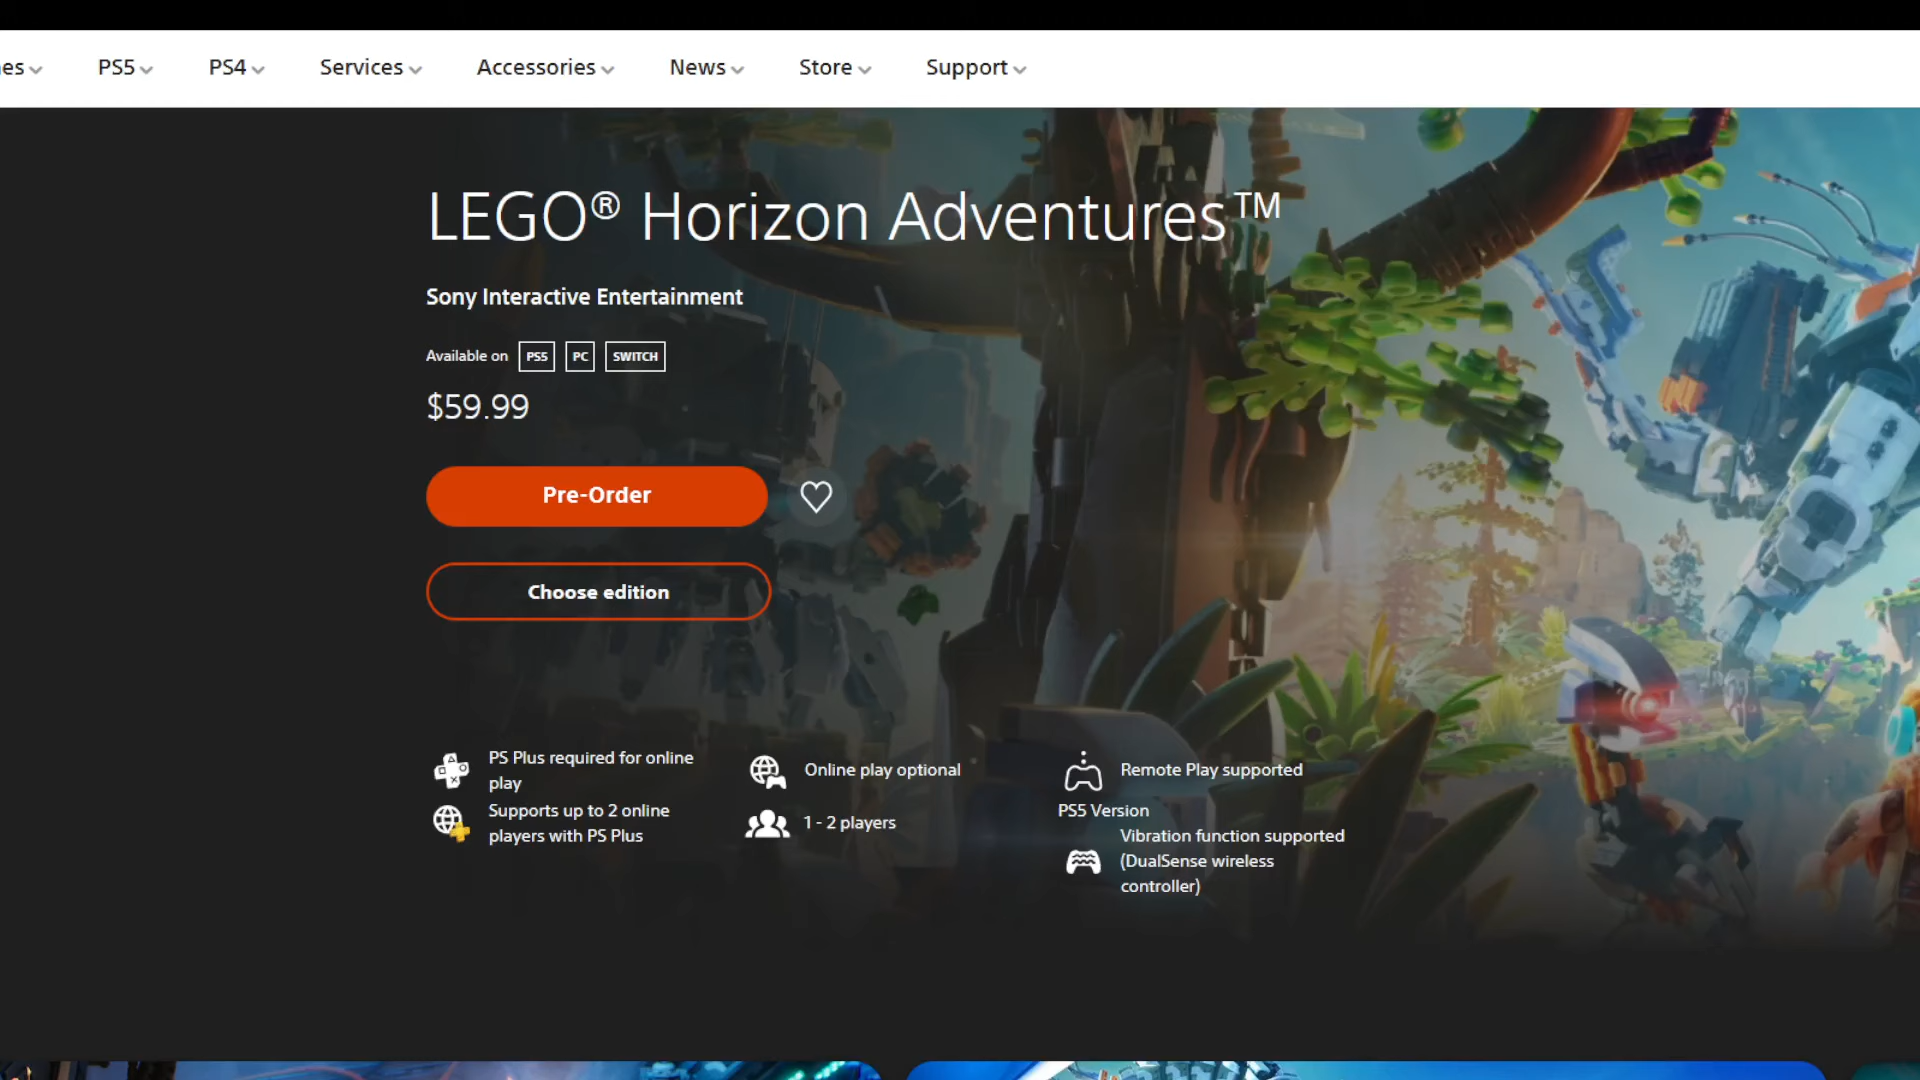 es
PS5
PS4
Services
Accessories
News
Store
Support
LEGO® Horizon Adventures™
Sony Interactive Entertainment
Available on PS5 PC SWITCH
$59.99
Pre-Order
Choose edition
PS Plus required for online
play
Supports up to 2 online
players with PS Plus
Online play optional
1 - 2 players
Remote Play supported
PS5 Version
Vibration function supported
(DualSense wireless
controller)